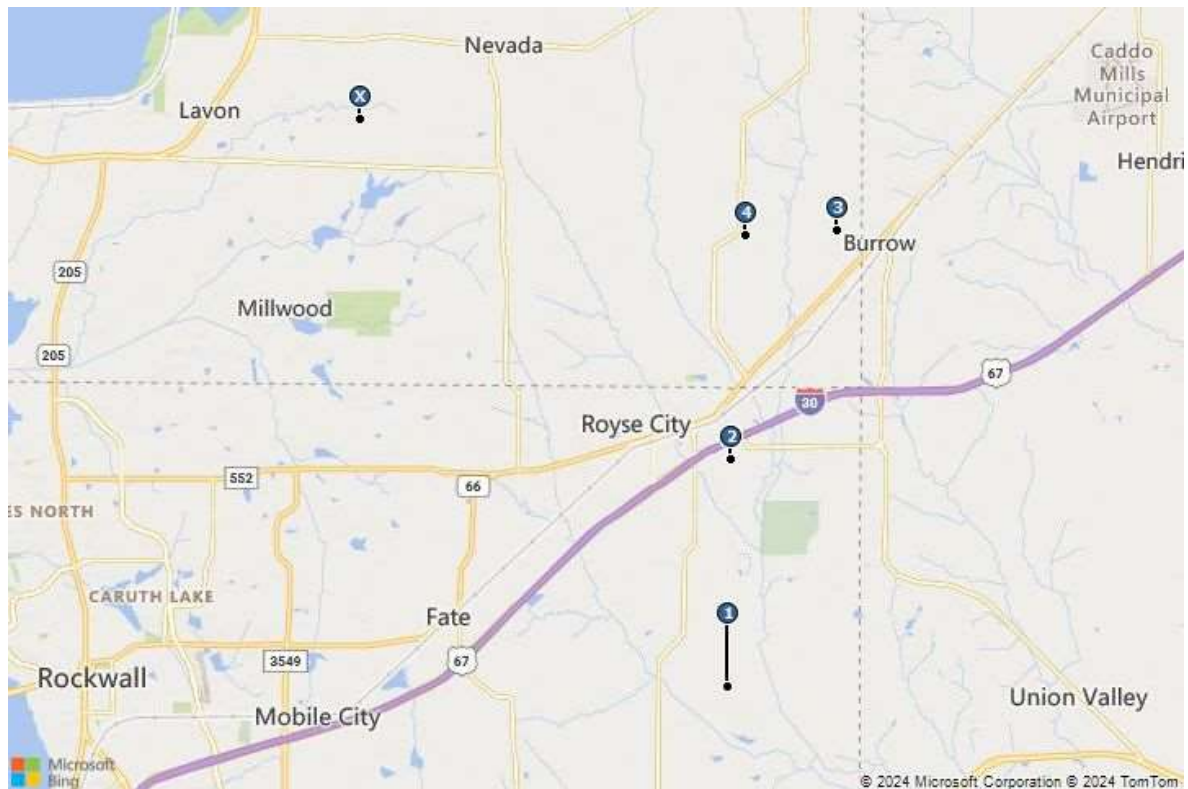 Nevada
Caddo
Mills
Municipal
Airport
X
Lavon
Hendri
3
4
Burrow
205
Millwood
205
67
30
Royse City
2
552
66
ES NORTH
CARUTH LAKE
1
Fate
3549
67
Rockwall
Union Valley
Mobile City
Microsoft
Bing
© 2024 Microsoft Corporation © 2024 TomTom